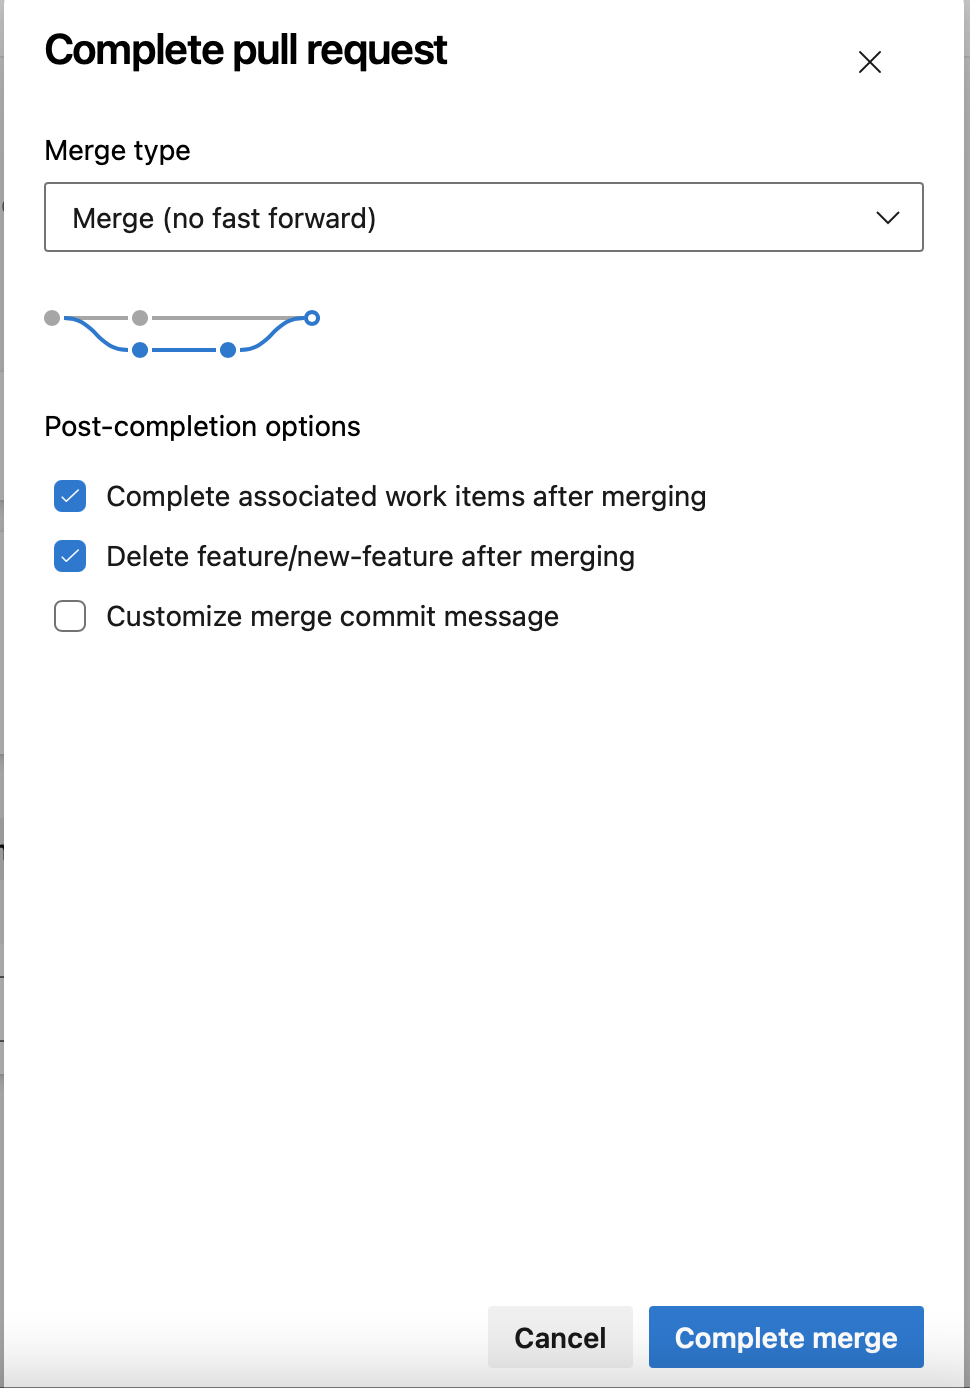 Complete pull request
Merge type
Merge (no fast forward)
Post-completion options
Complete associated work items after merging
Delete feature/new-feature after merging
Customize merge commit message
Cancel
Complete merge